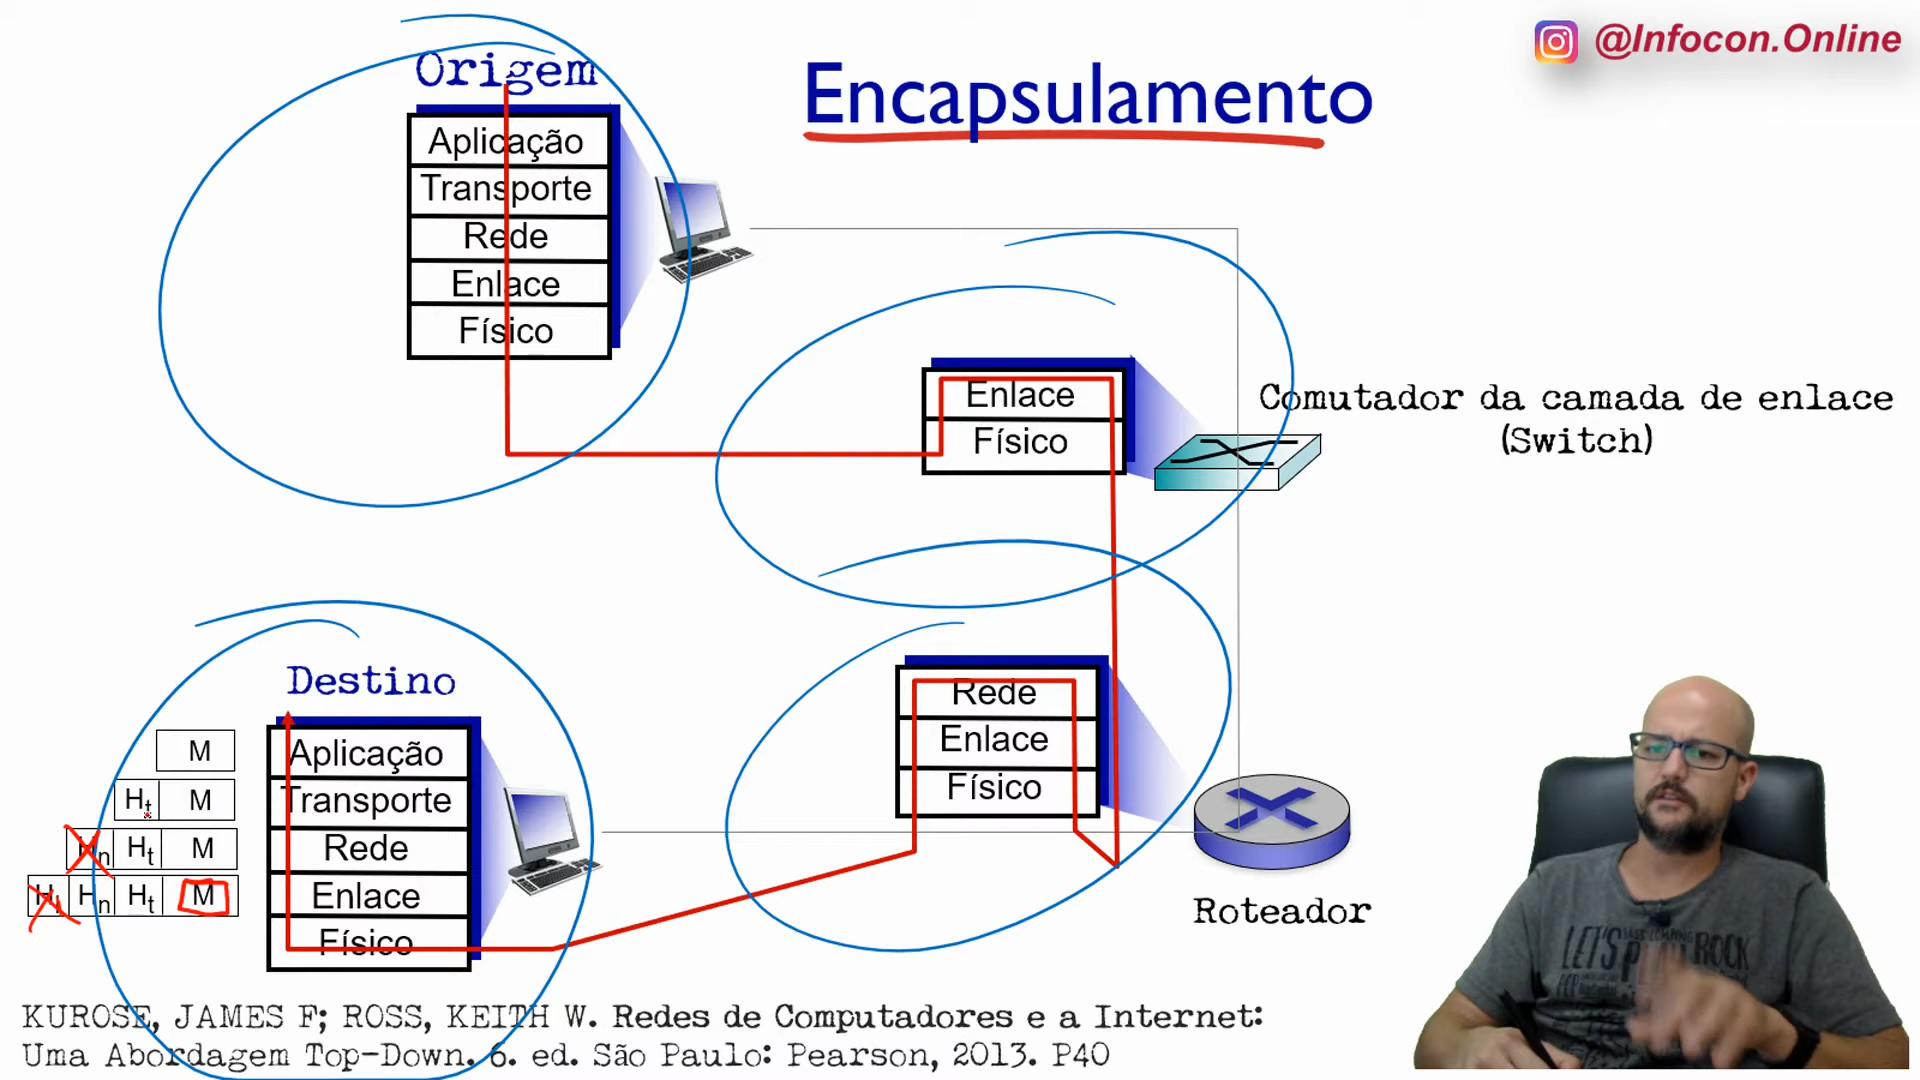 @Infocon.Online
Encapsulamento
Origem
Aplicação
Transporte
Rede
Enlace
Físico
Enlace
Físico
Comutador da camada de enlace
(Switch)
Rede
Enlace
Físico
Roteador
Destino
M
Aplicação
Ht M
Transporte
Hn Ht M
Rede
Hl Hn Ht M
Enlace
Físico
LET'S
ROCK
KUROSE, JAMES F; ROSS, KEITH W. Redes de Computadores e a Internet:
Uma Abordagem Top-Down. 6. ed. São Paulo: Pearson, 2013. P40